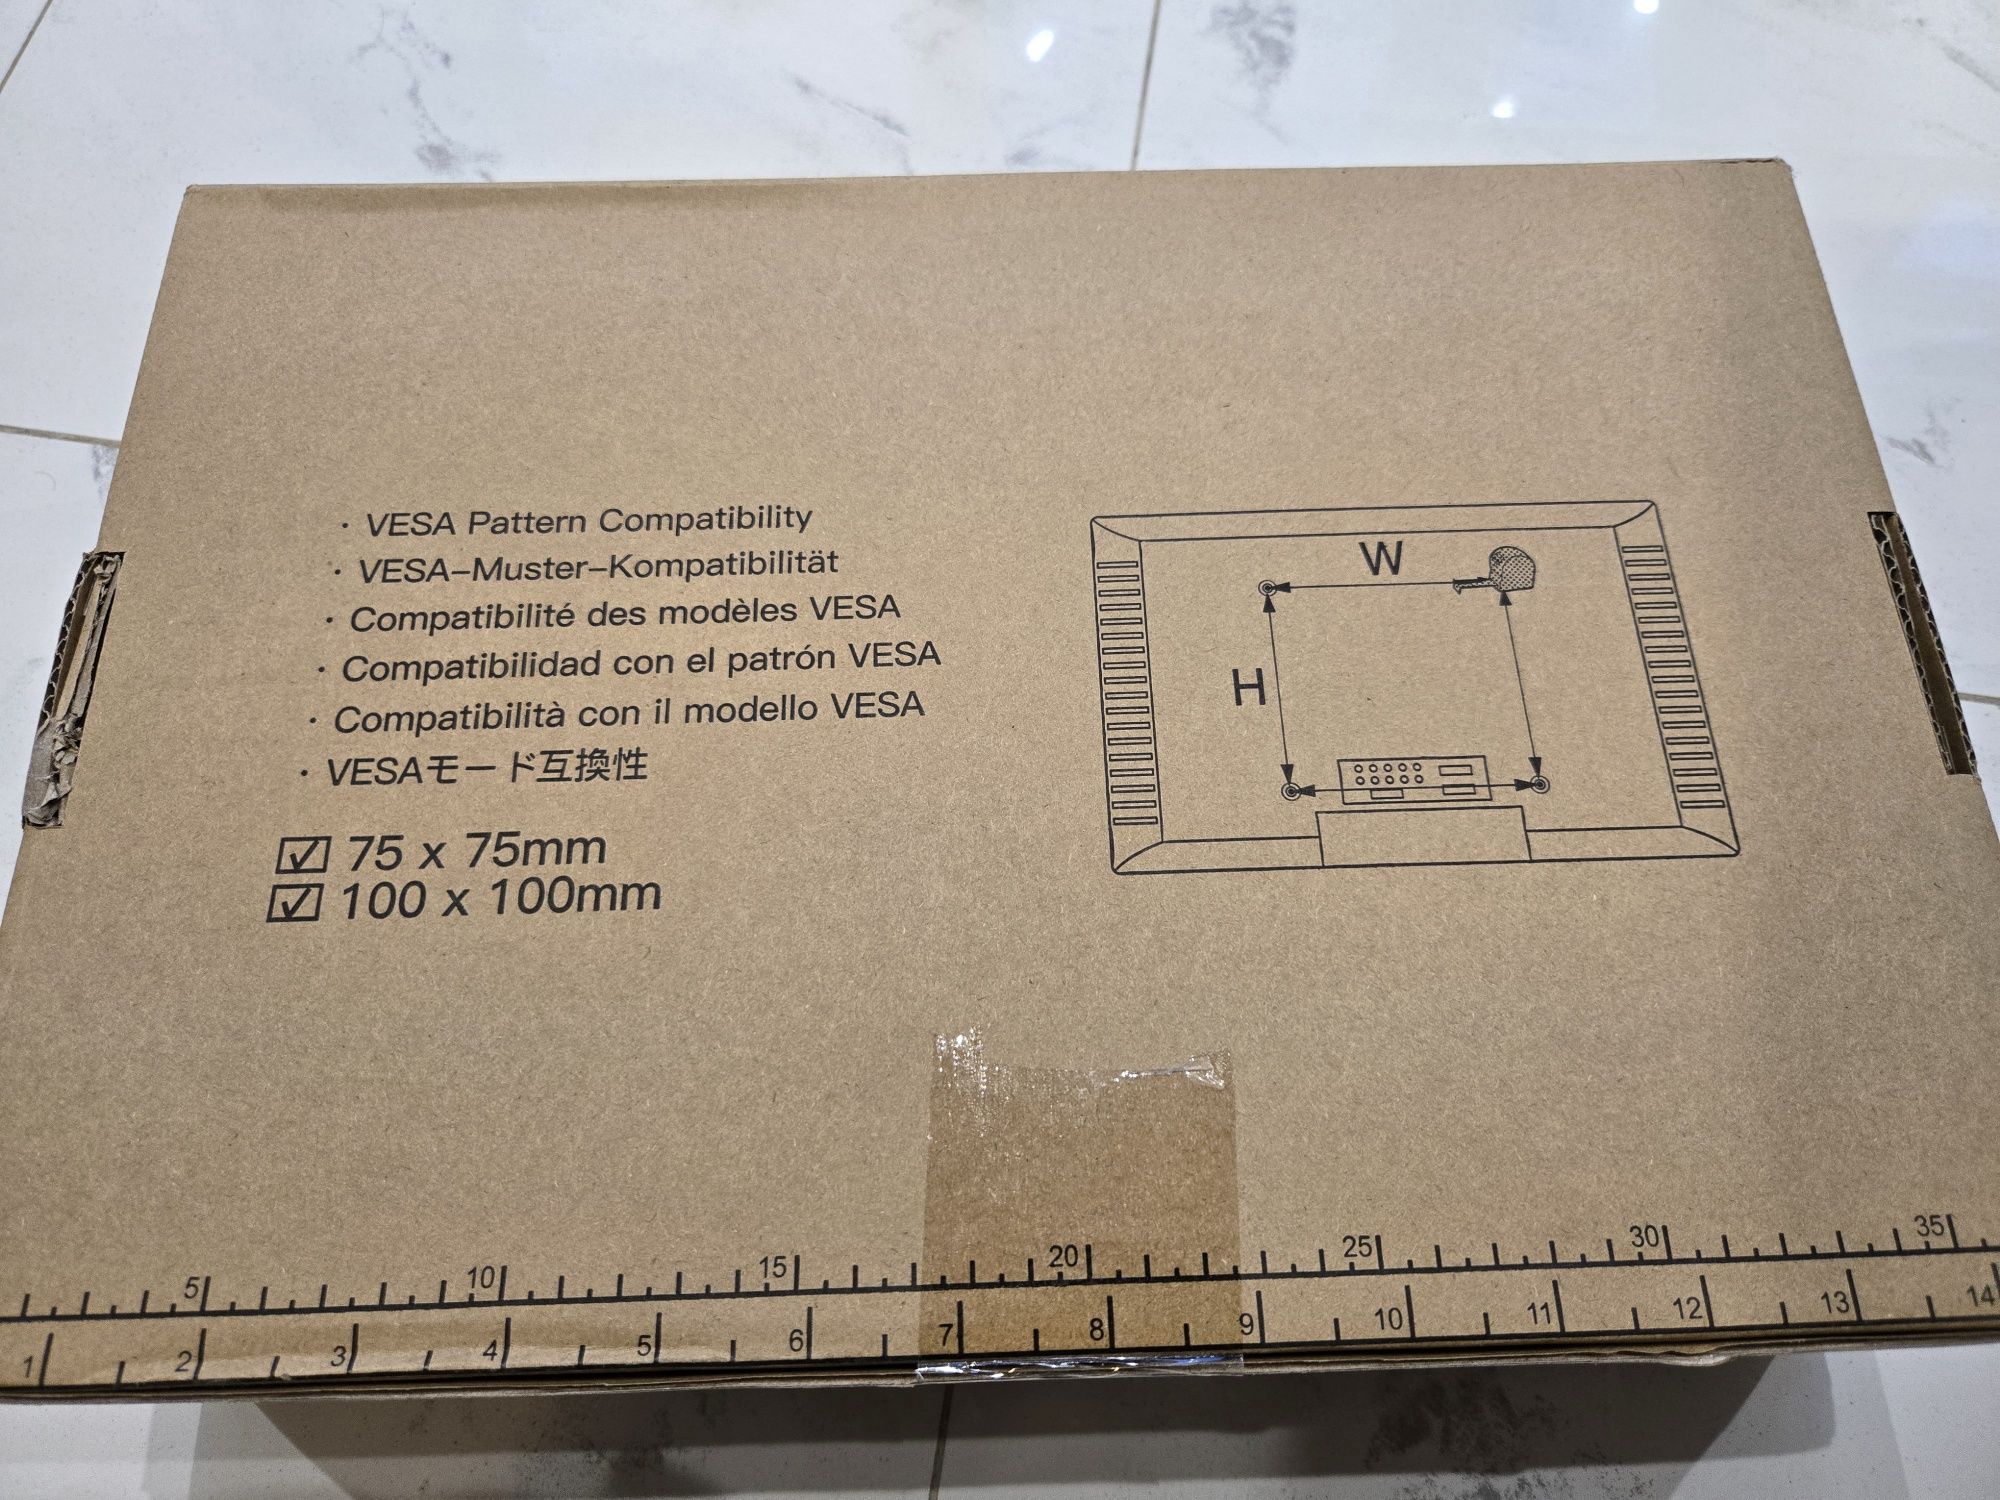 · VESA Pattern Compatibility
· VESA–Muster–Kompatibilität
· Compatibilité des modèles VESA
· Compatibilidad con el patrón VESA
· Compatibilità con il modello VESA
· VESAモード互換性
☑ 75 x 75mm
☑ 100 x 100mm
W
H
5 10 15 20 25 30 35
1 2 3 4 5 6 7 8 9 10 11 12 13 14